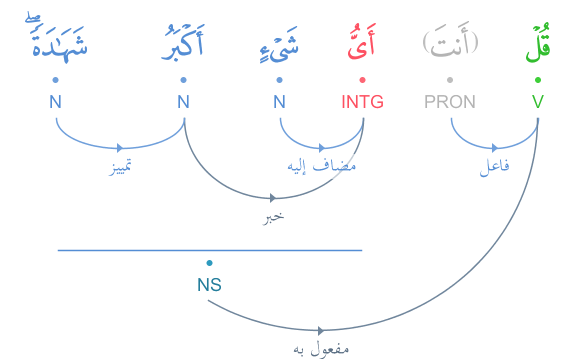 قُلْ (أَنتَ) أَىُّ شَىْءٍ أَكْبَرُ شَهَٰدَةً ۖ
V PRON INTG N N N
فاعل مضاف إليه تمييز
خبر
NS
مفعول به